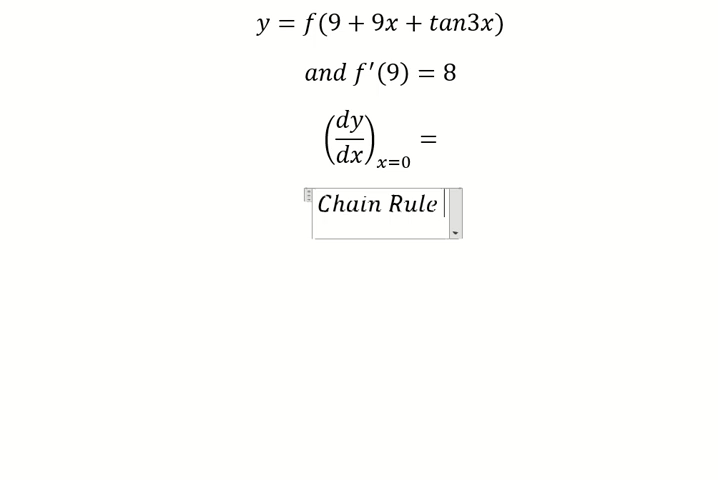 y = f(9 + 9x + tan3x)
and f′(9) = 8
(dy/dx)ₓ₌₀ =
Chain Rule